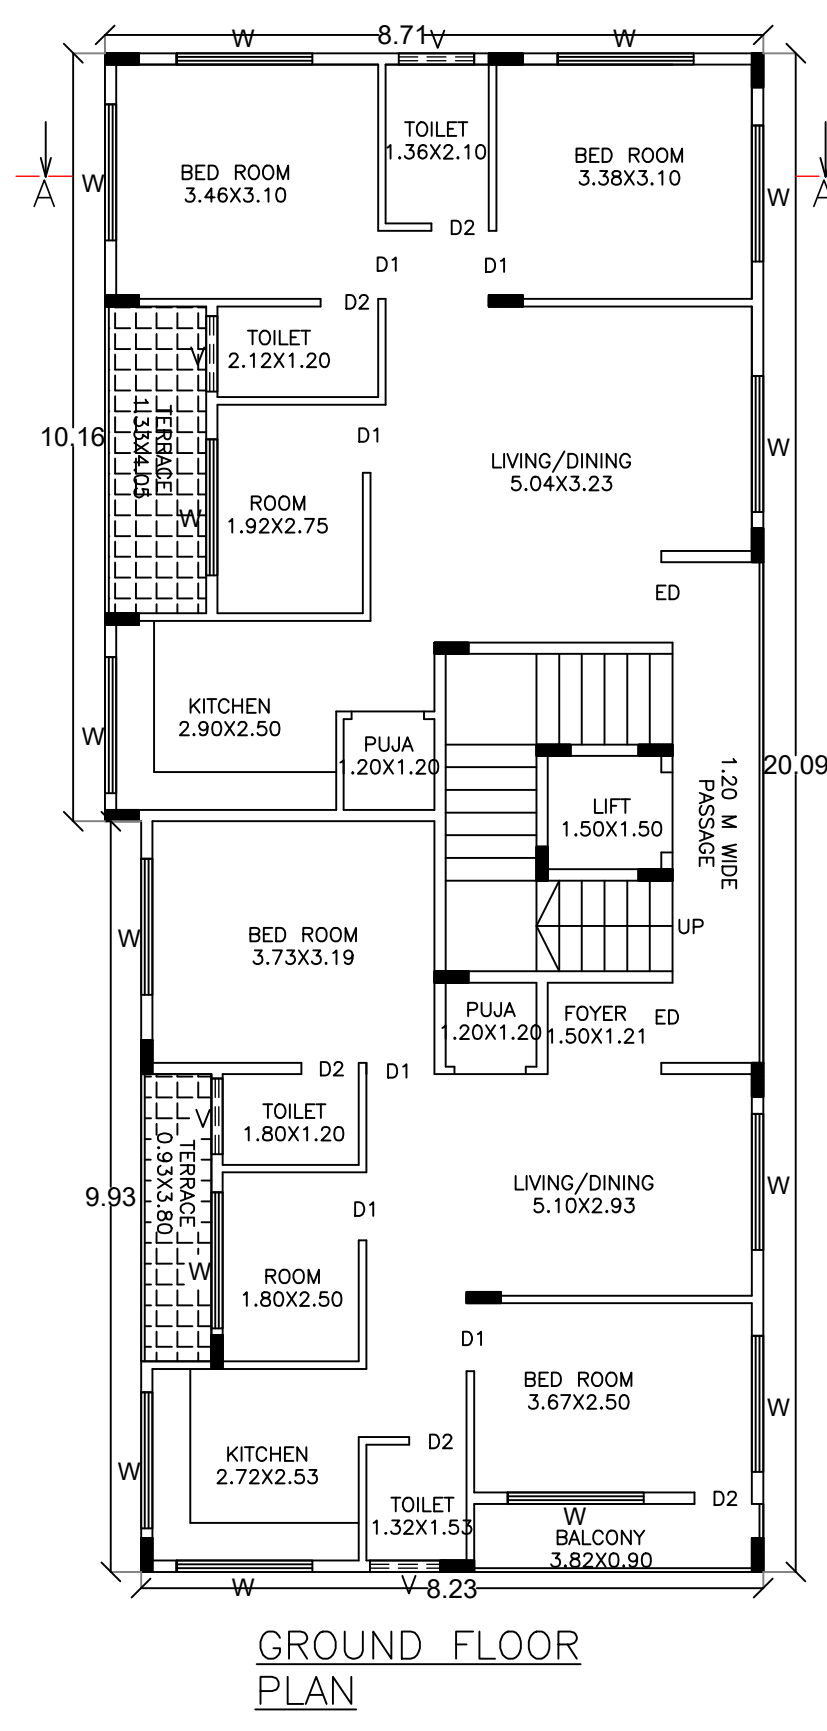 W
8.71
V
W
TOILET
1.36X2.10
BED ROOM
3.46X3.10
BED ROOM
3.38X3.10
A
W
W
A
D2
D1
D1
D2
TOILET
2.12X1.20
V
TERRACE
1.33X4.05
10.16
D1
LIVING/DINING
5.04X3.23
W
ROOM
1.92X2.75
W
ED
KITCHEN
2.90X2.50
W
PUJA
1.20X1.20
LIFT
1.50X1.50
1.20 M WIDE
PASSAGE
20.09
BED ROOM
3.73X3.19
W
UP
PUJA
1.20X1.20
FOYER
1.50X1.21
ED
D2
D1
TOILET
1.80X1.20
V
TERRACE
0.93X3.80
9.93
LIVING/DINING
5.10X2.93
W
D1
W
ROOM
1.80X2.50
D1
BED ROOM
3.67X2.50
W
D2
KITCHEN
2.72X2.53
W
TOILET
1.32X1.53
D2
W
BALCONY
3.82X0.90
W
V
8.23
GROUND FLOOR
PLAN